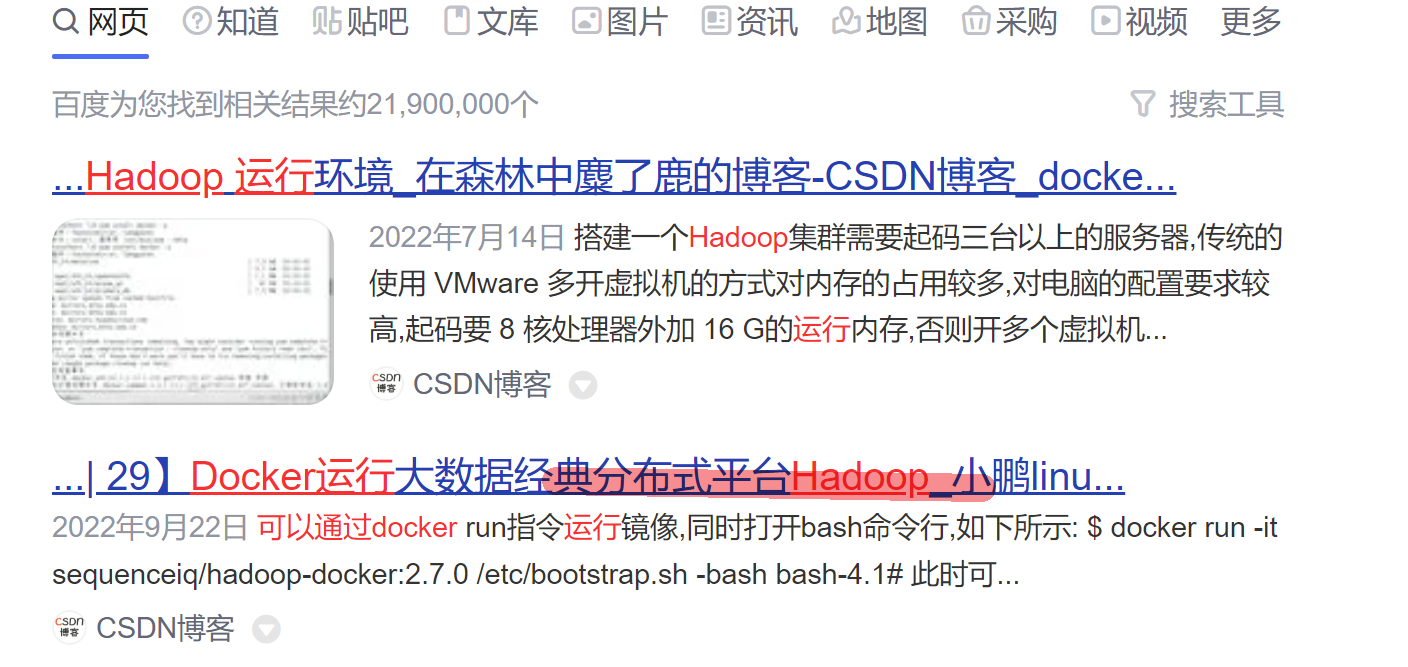 网页 知道 贴吧 文库 图片 资讯 地图 采购 视频 更多
百度为您找到相关结果约21,900,000个 搜索工具
...Hadoop 运行环境_在森林中麋了鹿的博客-CSDN博客_docke...
2022年7月14日 搭建一个Hadoop集群需要起码三台以上的服务器,传统的
使用 VMware 多开虚拟机的方式对内存的占用较多,对电脑的配置要求较
高,起码要 8 核处理器外加 16 G的运行内存,否则开多个虚拟机...
CSDN博客 CSDN博客
...| 29】Docker运行大数据经典分布式平台Hadoop_小鹏linu...
2022年9月22日 可以通过docker run指令运行镜像,同时打开bash命令行,如下所示: $ docker run -it
sequenceiq/hadoop-docker:2.7.0 /etc/bootstrap.sh -bash bash-4.1# 此时可...
CSDN博客 CSDN博客